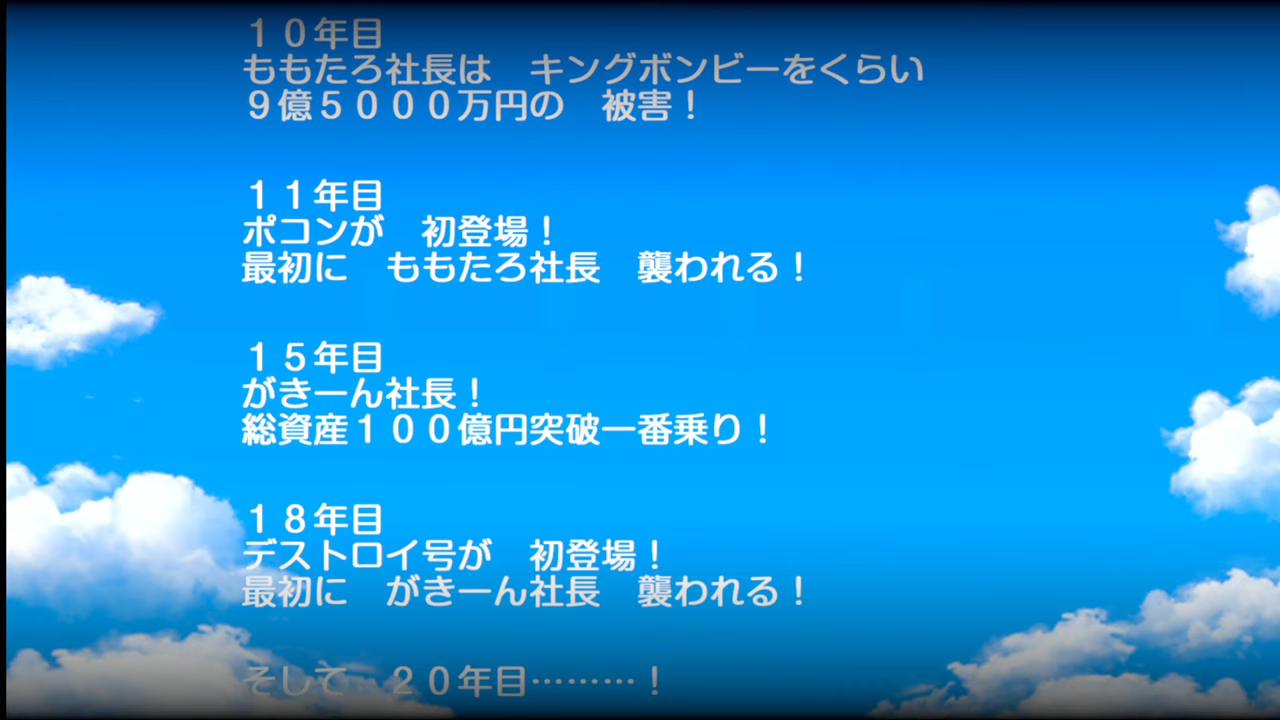 １０年目
ももたろ社長は　キングボンビーをくらい
９億５０００万円の　被害！
１１年目
ポコンが　初登場！
最初に　ももたろ社長　襲われる！
１５年目
がきーん社長！
総資産１００億円突破一番乗り！
１８年目
デストロイ号が　初登場！
最初に　がきーん社長　襲われる！
そして　２０年目………！